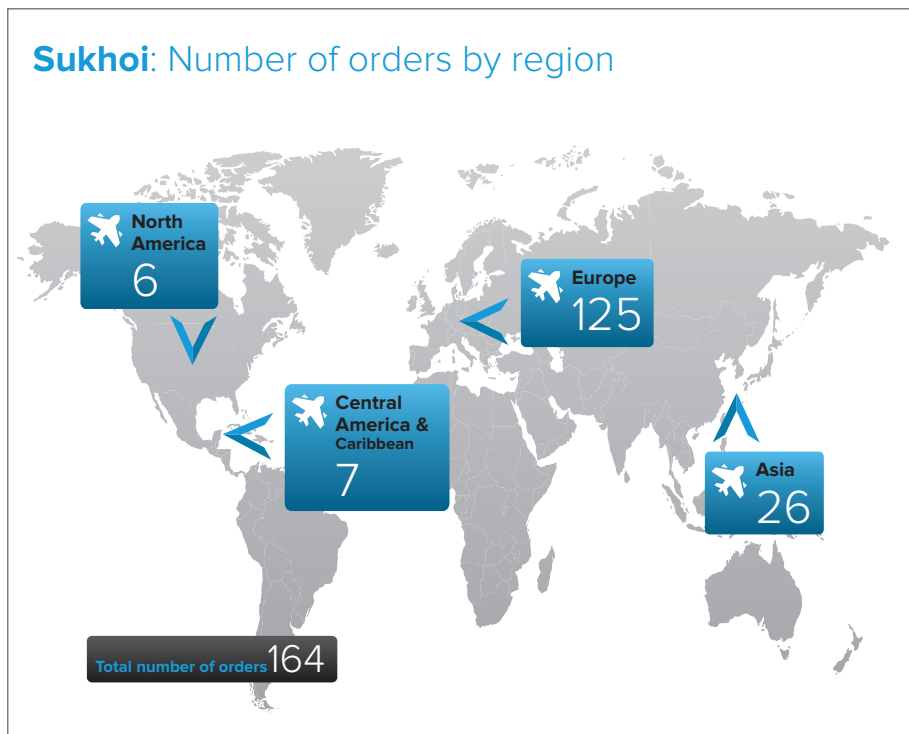 Sukhoi: Number of orders by region
North
America
6
Europe
125
Central
America &
Caribbean
7
Asia
26
Total number of orders 164